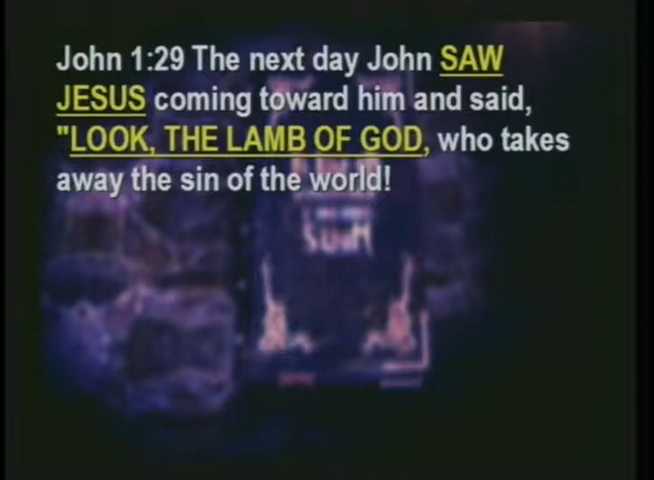 John 1:29 The next day John SAW
JESUS coming toward him and said,
"LOOK, THE LAMB OF GOD, who takes
away the sin of the world!